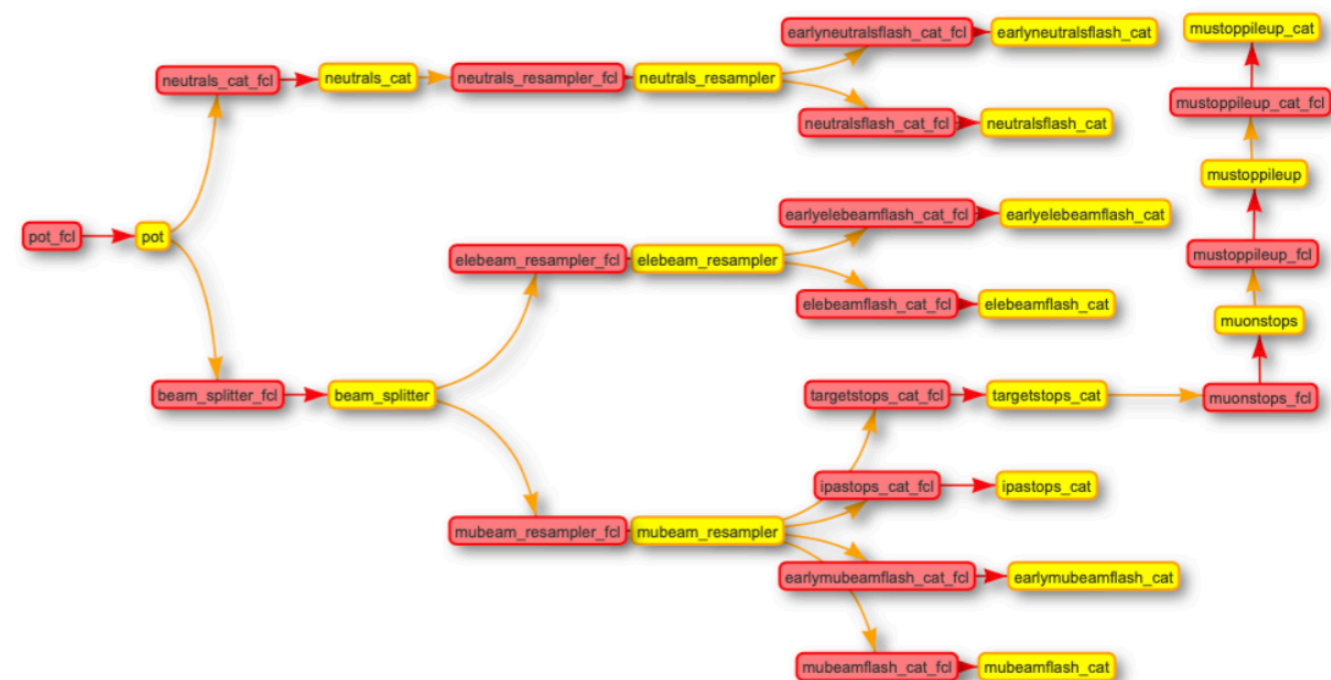 earlyneutralsflash_cat_fcl
earlyneutralsflash_cat
mustoppileup_cat
neutrals_cat_fcl
neutrals_cat
neutrals_resampler_fcl
neutrals_resampler
mustoppileup_cat_fcl
neutralsflash_cat_fcl
neutralsflash_cat
mustoppileup
pot_fcl
pot
earlyelebeamflash_cat_fcl
earlyelebeamflash_cat
elebeam_resampler_fcl
elebeam_resampler
mustoppileup_fcl
elebeamflash_cat_fcl
elebeamflash_cat
muonstops
beam_splitter_fcl
beam_splitter
targetstops_cat_fcl
targetstops_cat
muonstops_fcl
ipastops_cat_fcl
ipastops_cat
mubeam_resampler_fcl
mubeam_resampler
earlymubeamflash_cat_fcl
earlymubeamflash_cat
mubeamflash_cat_fcl
mubeamflash_cat